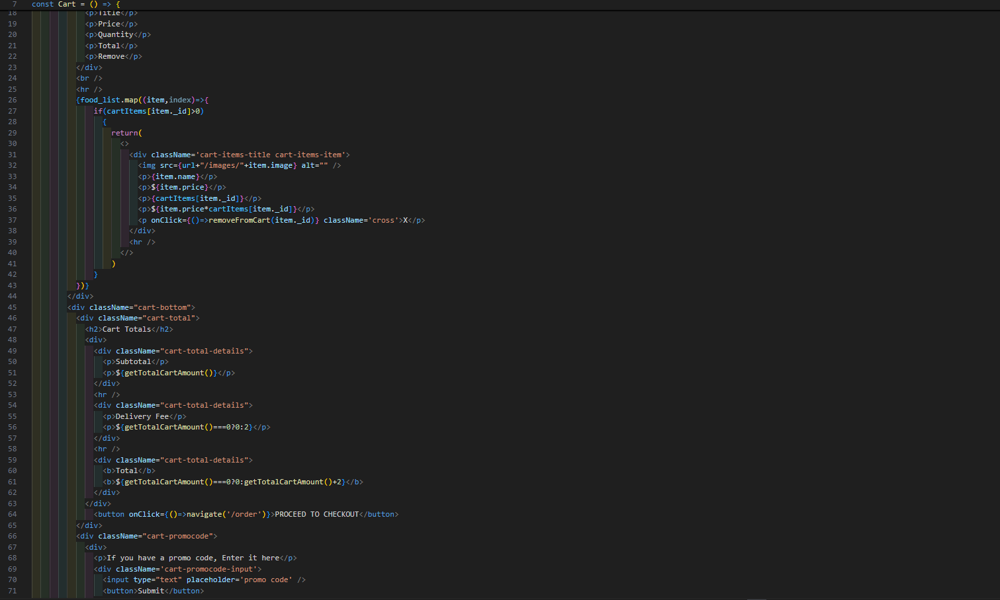 7 const Cart = () => {
18 <p>Title</p>
19 <p>Price</p>
20 <p>Quantity</p>
21 <p>Total</p>
22 <p>Remove</p>
23 </div>
24 <br />
25 <hr />
26 {food_list.map((item,index)=>{
27 if(cartItems[item._id]>0)
28 {
29 return(
30 <>
31 <div className='cart-items-title cart-items-item'>
32 <img src={url+"/images/"+item.image} alt="" />
33 <p>{item.name}</p>
34 <p>${item.price}</p>
35 <p>{cartItems[item._id]}</p>
36 <p>${item.price*cartItems[item._id]}</p>
37 <p onClick={()=>removeFromCart(item._id)} className='cross'>X</p>
38 </div>
39 <hr />
40 </>
41 )
42 }
43 })}
44 </div>
45 <div className="cart-bottom">
46 <div className="cart-total">
47 <h2>Cart Totals</h2>
48 <div>
49 <div className="cart-total-details">
50 <p>Subtotal</p>
51 <p>${getTotalCartAmount()}</p>
52 </div>
53 <hr />
54 <div className="cart-total-details">
55 <p>Delivery Fee</p>
56 <p>${getTotalCartAmount()===0?0:2}</p>
57 </div>
58 <hr />
59 <div className="cart-total-details">
60 <b>Total</b>
61 <b>${getTotalCartAmount()===0?0:getTotalCartAmount()+2}</b>
62 </div>
63 </div>
64 <button onClick={()=>navigate('/order')}>PROCEED TO CHECKOUT</button>
65 </div>
66 <div className="cart-promocode">
67 <div>
68 <p>If you have a promo code, Enter it here</p>
69 <div className='cart-promocode-input'>
70 <input type="text" placeholder='promo code' />
71 <button>Submit</button>